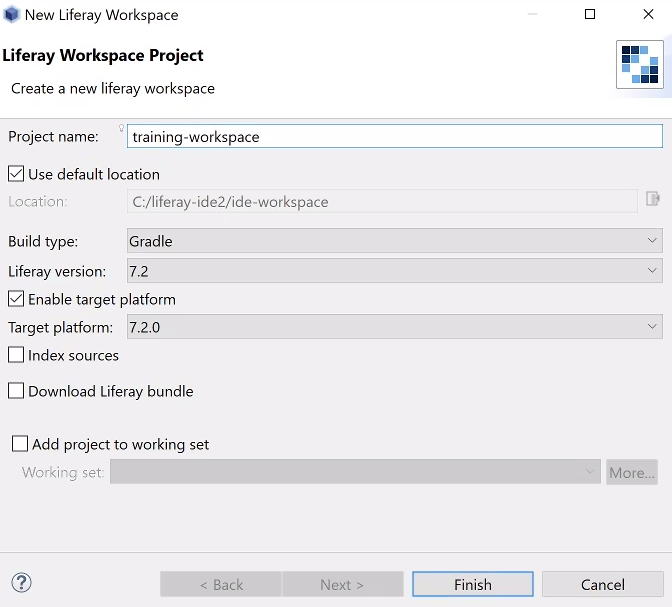 New Liferay Workspace
Liferay Workspace Project
Create a new liferay workspace
Project name: training-workspace
Use default location
Location: C:/liferay-ide2/ide-workspace
Build type: Gradle
Liferay version: 7.2
Enable target platform
Target platform: 7.2.0
Index sources
Download Liferay bundle
Add project to working set
Working set: More...
? < Back Next > Finish Cancel